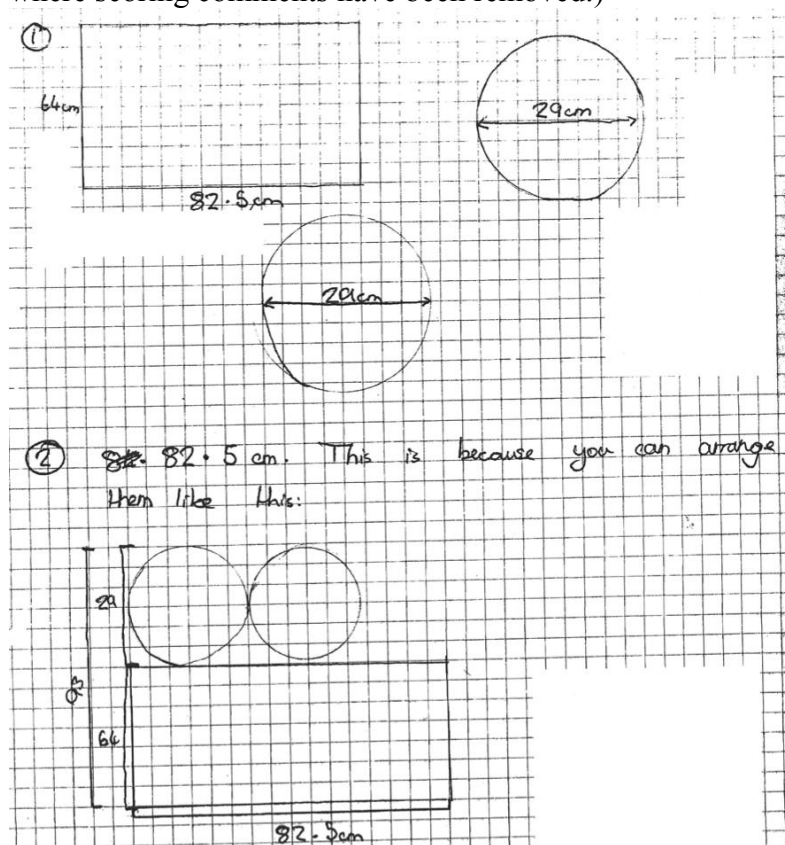 where scoring comments have been removed.)
①
64cm
29cm
82.5cm
29cm
② 82.5 cm. This is because you can arrange
them like this:
29
93
64
82.5cm